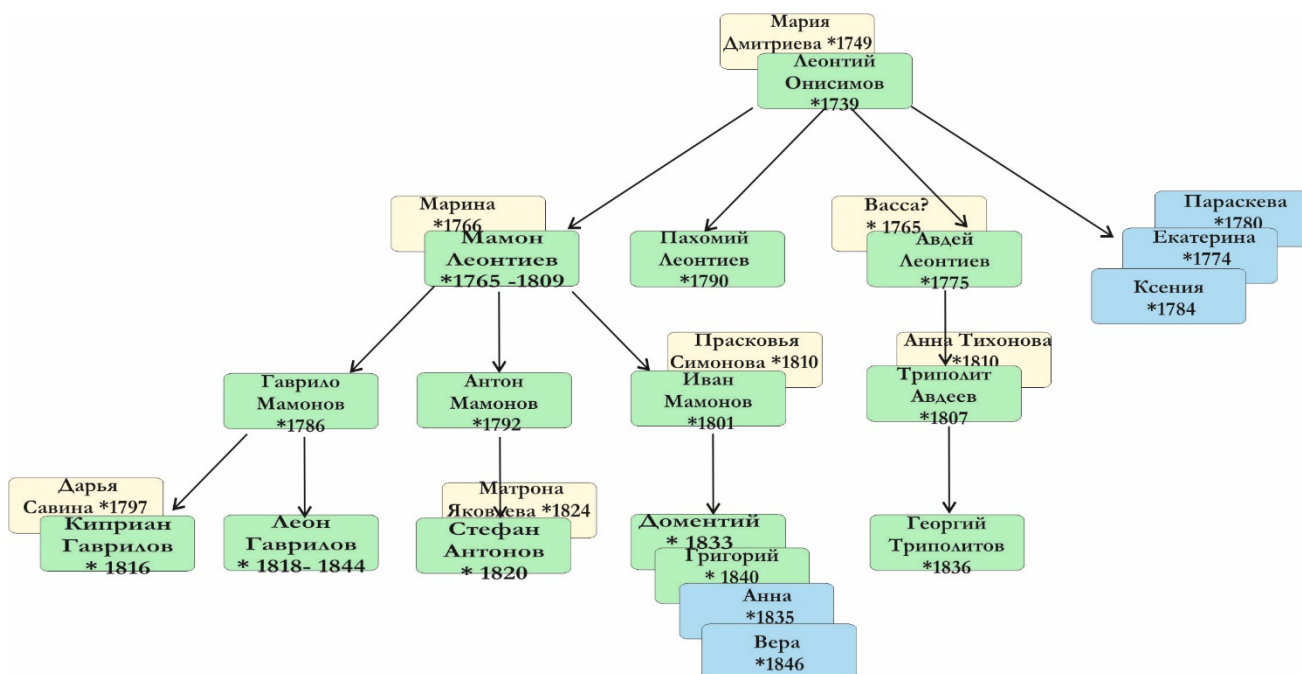 Мария
Дмитриева *1749
Леонтий
Онисимов
*1739
Марина
*1766
Мамон
Леонтиев
*1765 -1809
Пахомий
Леонтиев
*1790
Васса?
* 1765
Авдей
Леонтиев
*1775
Параскева
*1780
Екатерина
*1774
Ксения
*1784
Гаврило
Мамонов
*1786
Антон
Мамонов
*1792
Прасковья
Симонова *1810
Иван
Мамонов
*1801
Анна Тихонова
*1810
Триполит
Авдеев
*1807
Дарья
Савина *1797
Киприан
Гаврилов
* 1816
Леон
Гаврилов
* 1818- 1844
Матрона
Яковлева *1824
Стефан
Антонов
* 1820
Доментий
* 1833
Григорий
* 1840
Анна
*1835
Вера
*1846
Георгий
Триполитов
*1836